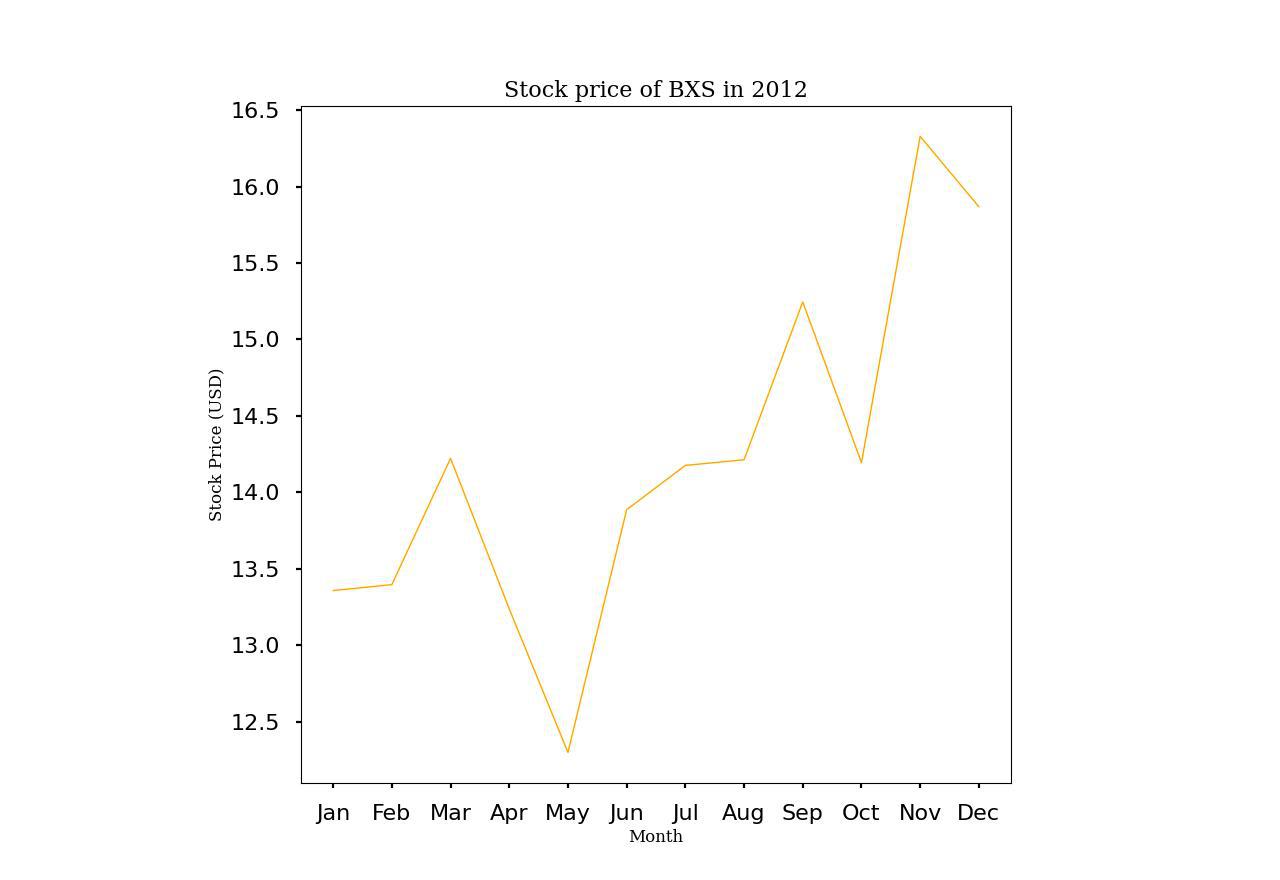 Stock price of BXS in 2012
16.5
16.0
15.5
15.0
14.5
14.0
13.5
13.0
12.5
Stock Price (USD)
Jan Feb Mar Apr May Jun Jul Aug Sep Oct Nov Dec
Month